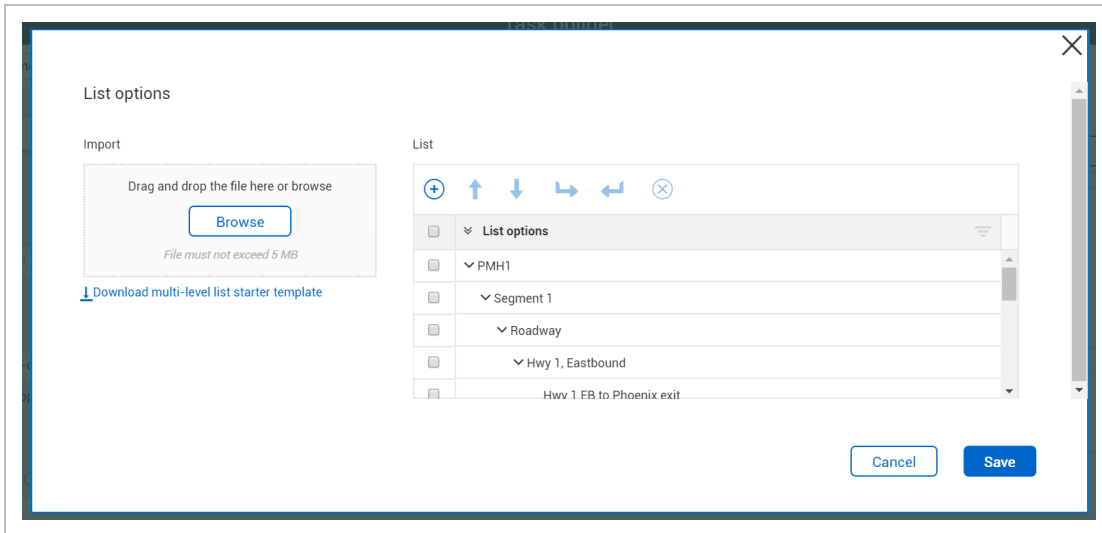 Task builder
List options
Import
Drag and drop the file here or browse
Browse
File must not exceed 5 MB
Download multi-level list starter template
List
List options
PMH1
Segment 1
Roadway
Hwy 1, Eastbound
Hwy 1 EB to Phoenix exit
Cancel
Save